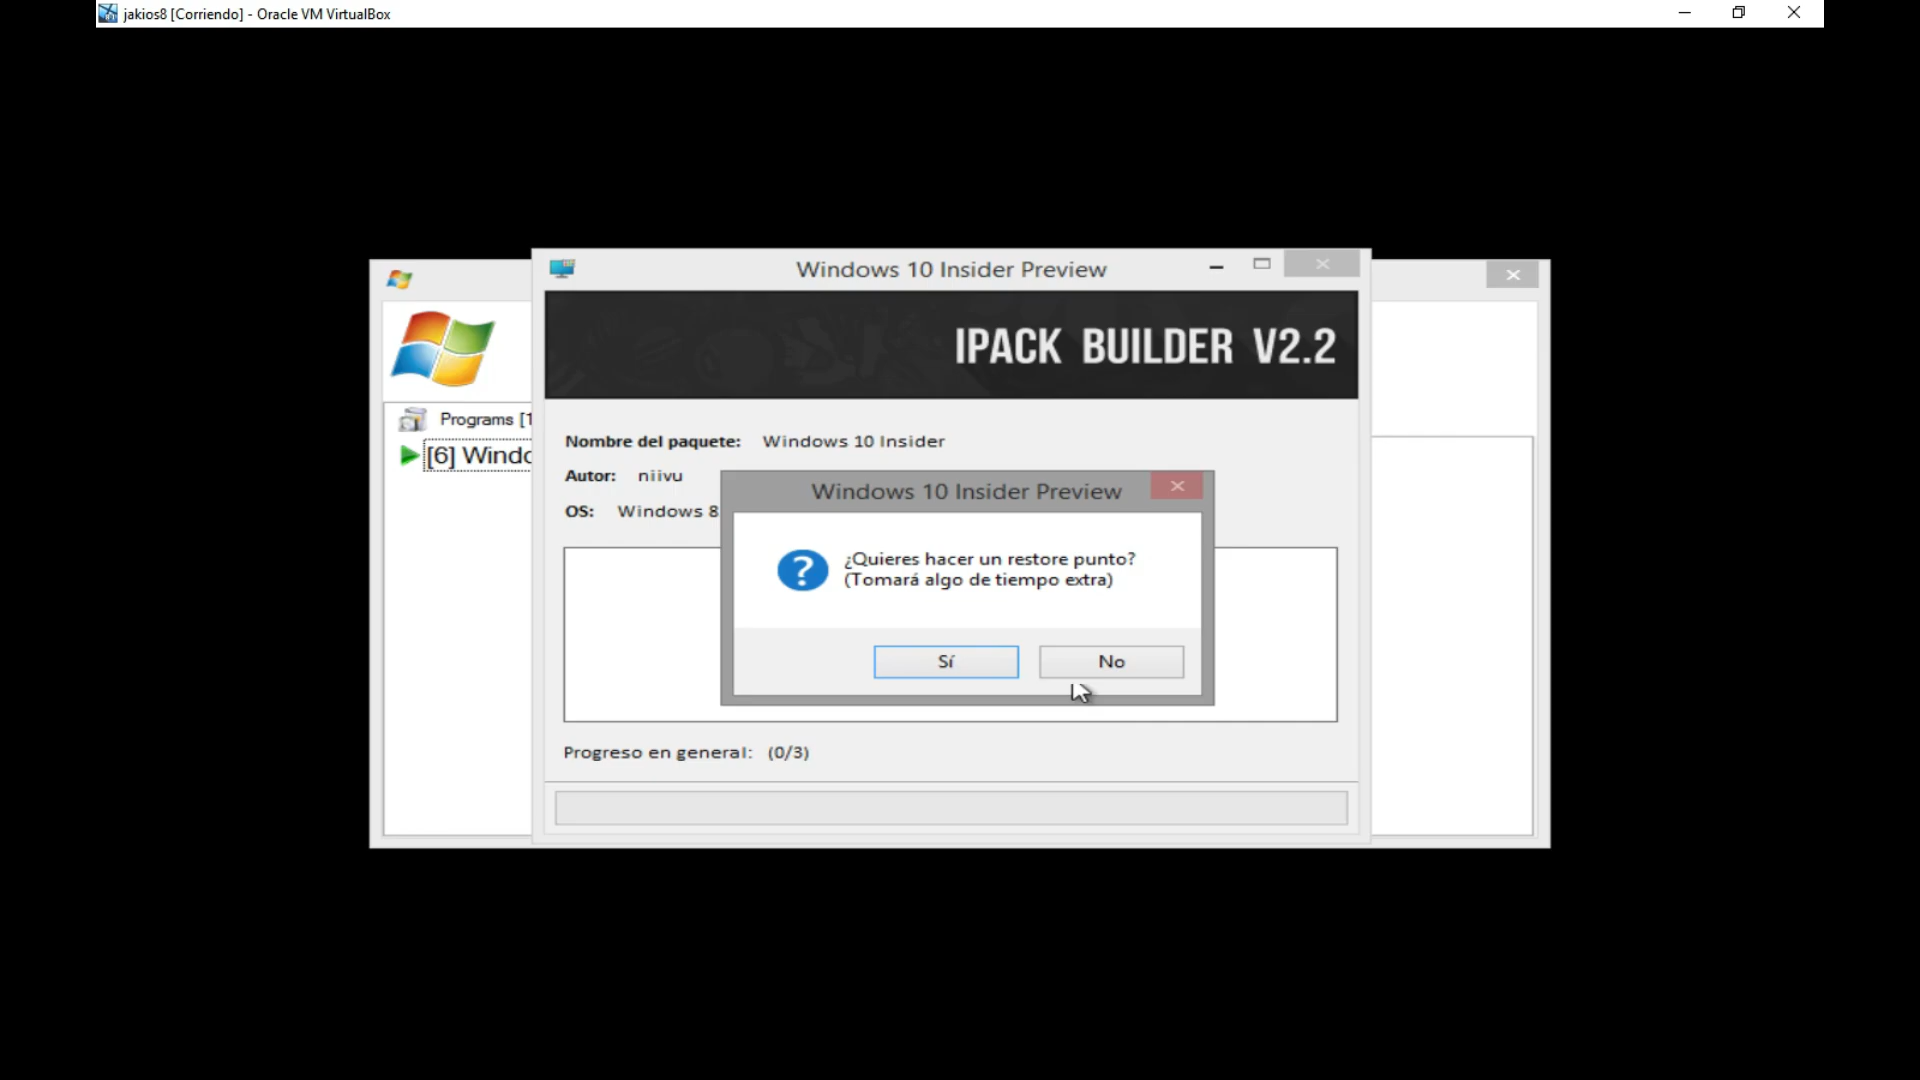 jakios8 [Corriendo] - Oracle VM VirtualBox
Windows 10 Insider Preview
IPACK BUILDER V2.2
Programs [1
[6] Windo
Nombre del paquete: Windows 10 Insider
Autor: niivu
OS: Windows 8
Windows 10 Insider Preview
¿Quieres hacer un restore punto?
(Tomará algo de tiempo extra)
Sí
No
Progreso en general: (0/3)